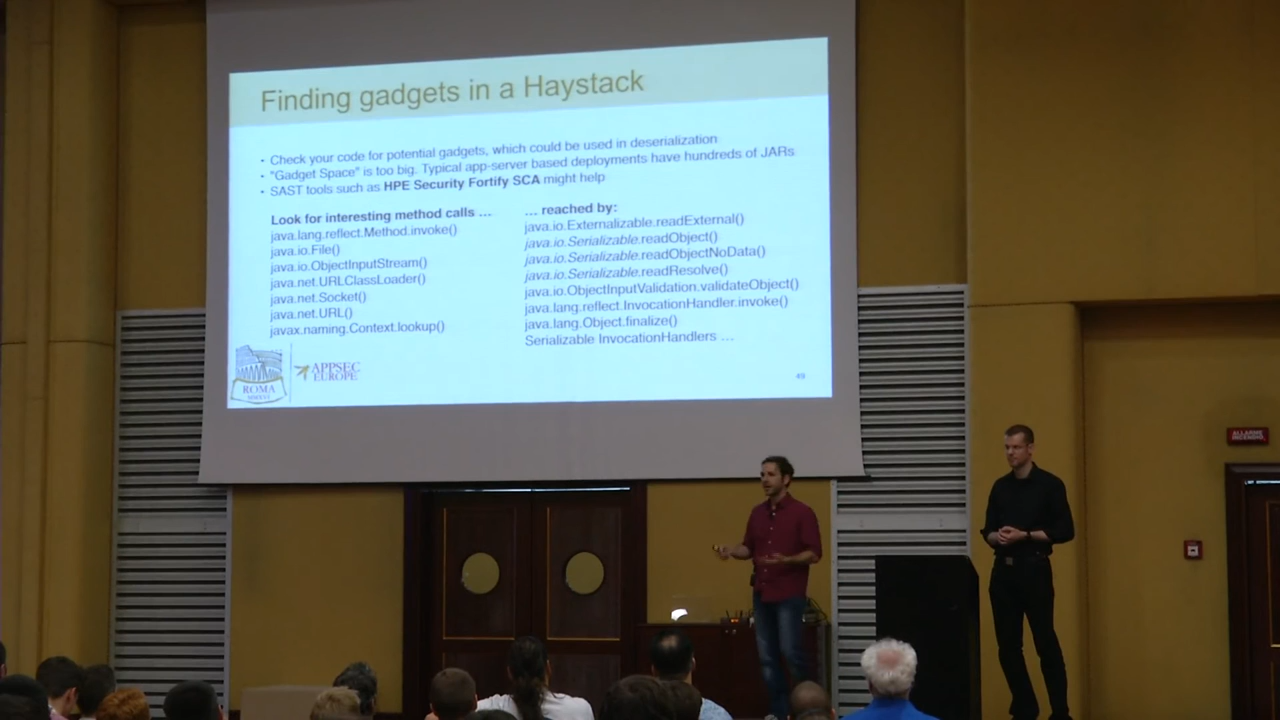 Finding gadgets in a Haystack
• Check your code for potential gadgets, which could be used in deserialization
• "Gadget Space" is too big. Typical app-server based deployments have hundreds of JARs
• SAST tools such as HPE Security Fortify SCA might help
Look for interesting method calls …
java.lang.reflect.Method.invoke()
java.io.File()
java.io.ObjectInputStream()
java.net.URLClassLoader()
java.net.Socket()
java.net.URL()
javax.naming.Context.lookup()
… reached by:
java.io.Externalizable.readExternal()
java.io.Serializable.readObject()
java.io.Serializable.readObjectNoData()
java.io.Serializable.readResolve()
java.io.ObjectInputValidation.validateObject()
java.lang.reflect.InvocationHandler.invoke()
java.lang.Object.finalize()
Serializable InvocationHandlers …
ROMA
MMXVI
APPSEC
EUROPE
49
ALLARME
INCENDIO